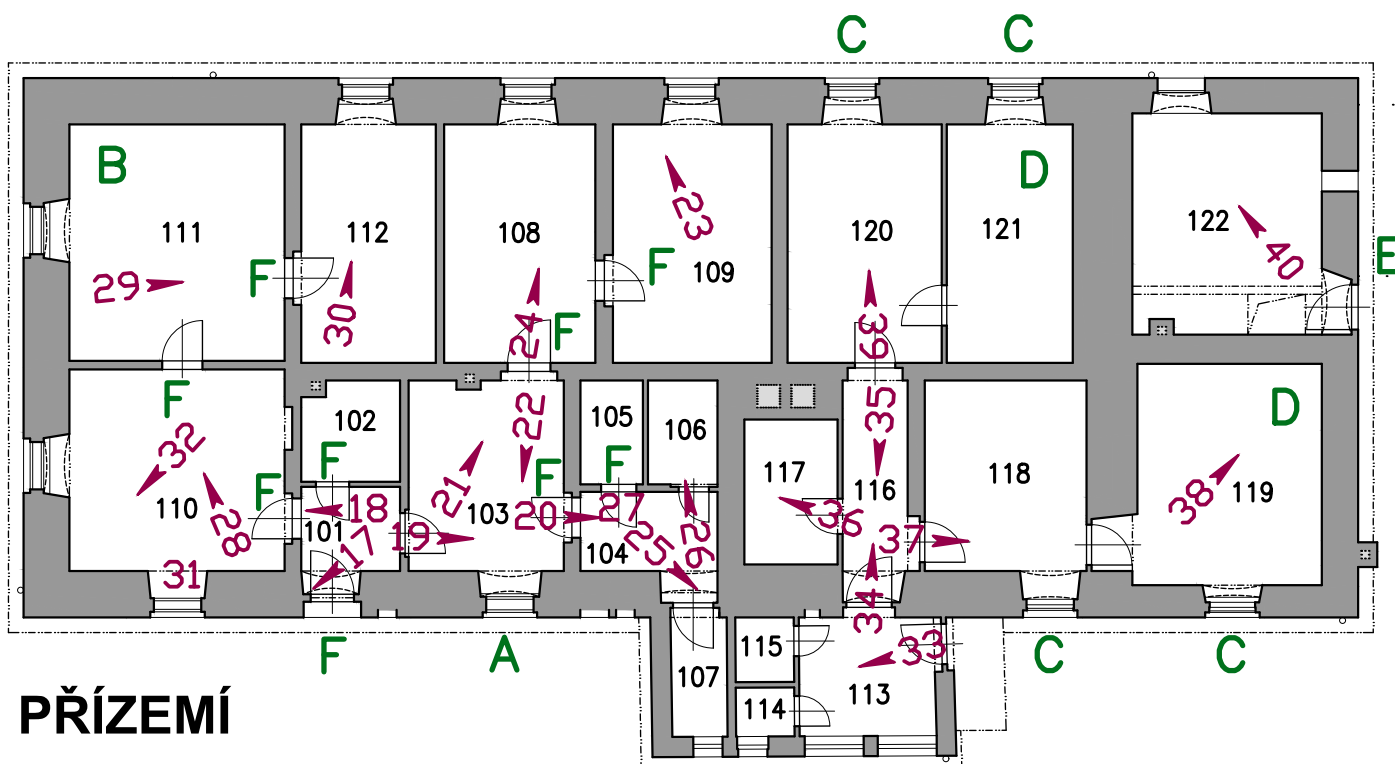 C C
B D
111 112 108 109 120 121 122
23
29 F F 40 E
30 24 F 39
F 102 22 105 106 35 D
32 F F F F 117 118
110 28 18 21 103 20 27 26 116 119
101 17 19 104 25 36 37 38
31 34
F A 115 33 C C
107 113
114
PŘÍZEMÍ